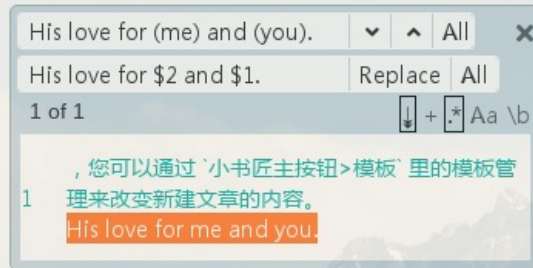 His love for (me) and (you). All
His love for $2 and $1. Replace All
1 of 1 + .* Aa \b
，您可以通过 `小书匠主按钮>模板` 里的模板管
1 理来改变新建文章的内容。
His love for me and you.